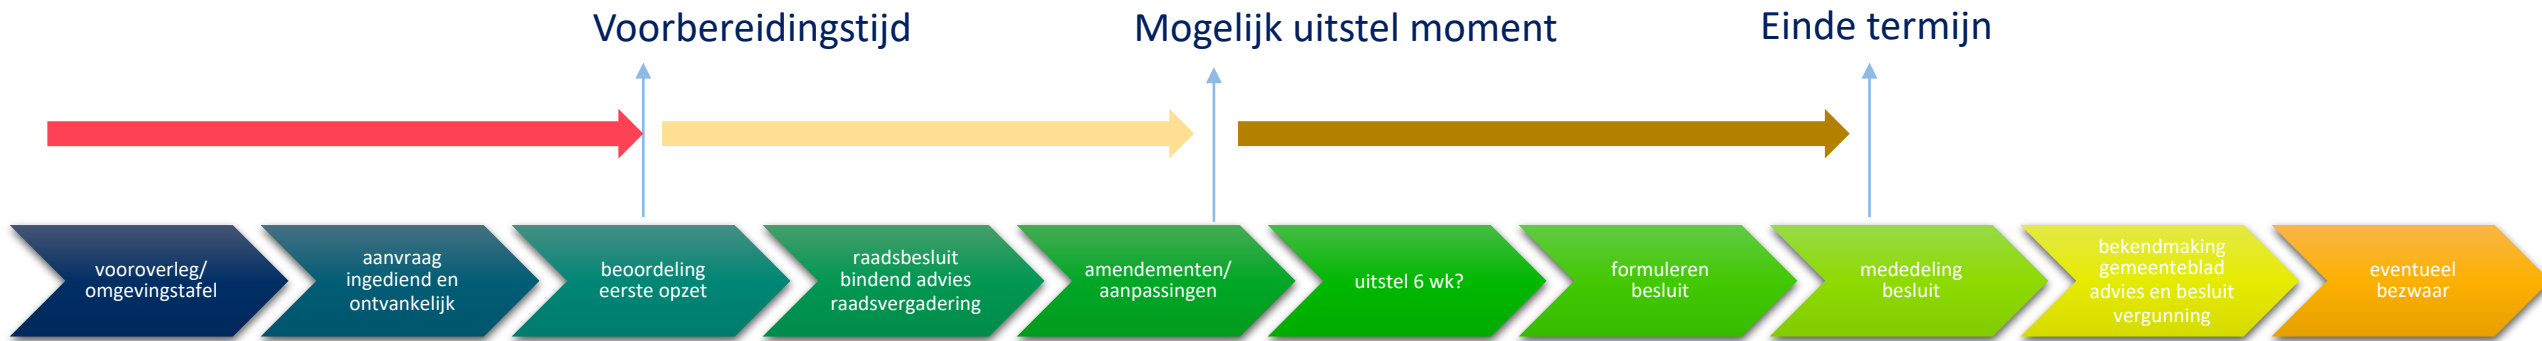 Voorbereidingstijd
Mogelijk uitstel moment
Einde termijn
vooroverleg/
omgevingstafel
aanvraag
ingediend en
ontvankelijk
beoordeling
eerste opzet
raadsbesluit
bindend advies
raadsvergadering
amendementen/
aanpassingen
uitstel 6 wk?
formuleren
besluit
mededeling
besluit
bekendmaking
gemeenteblad
advies en besluit
vergunning
eventueel
bezwaar